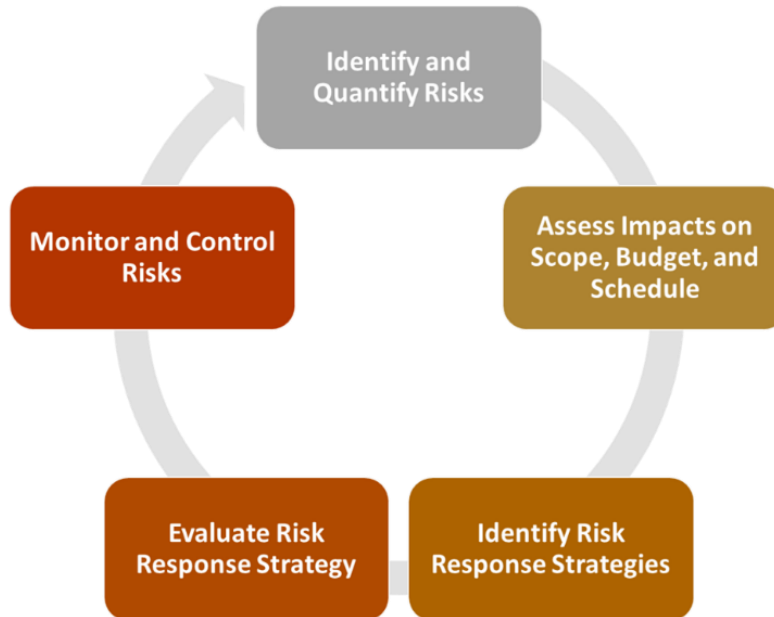 Identify and
Quantify Risks
Assess Impacts on
Scope, Budget, and
Schedule
Identify Risk
Response Strategies
Evaluate Risk
Response Strategy
Monitor and Control
Risks